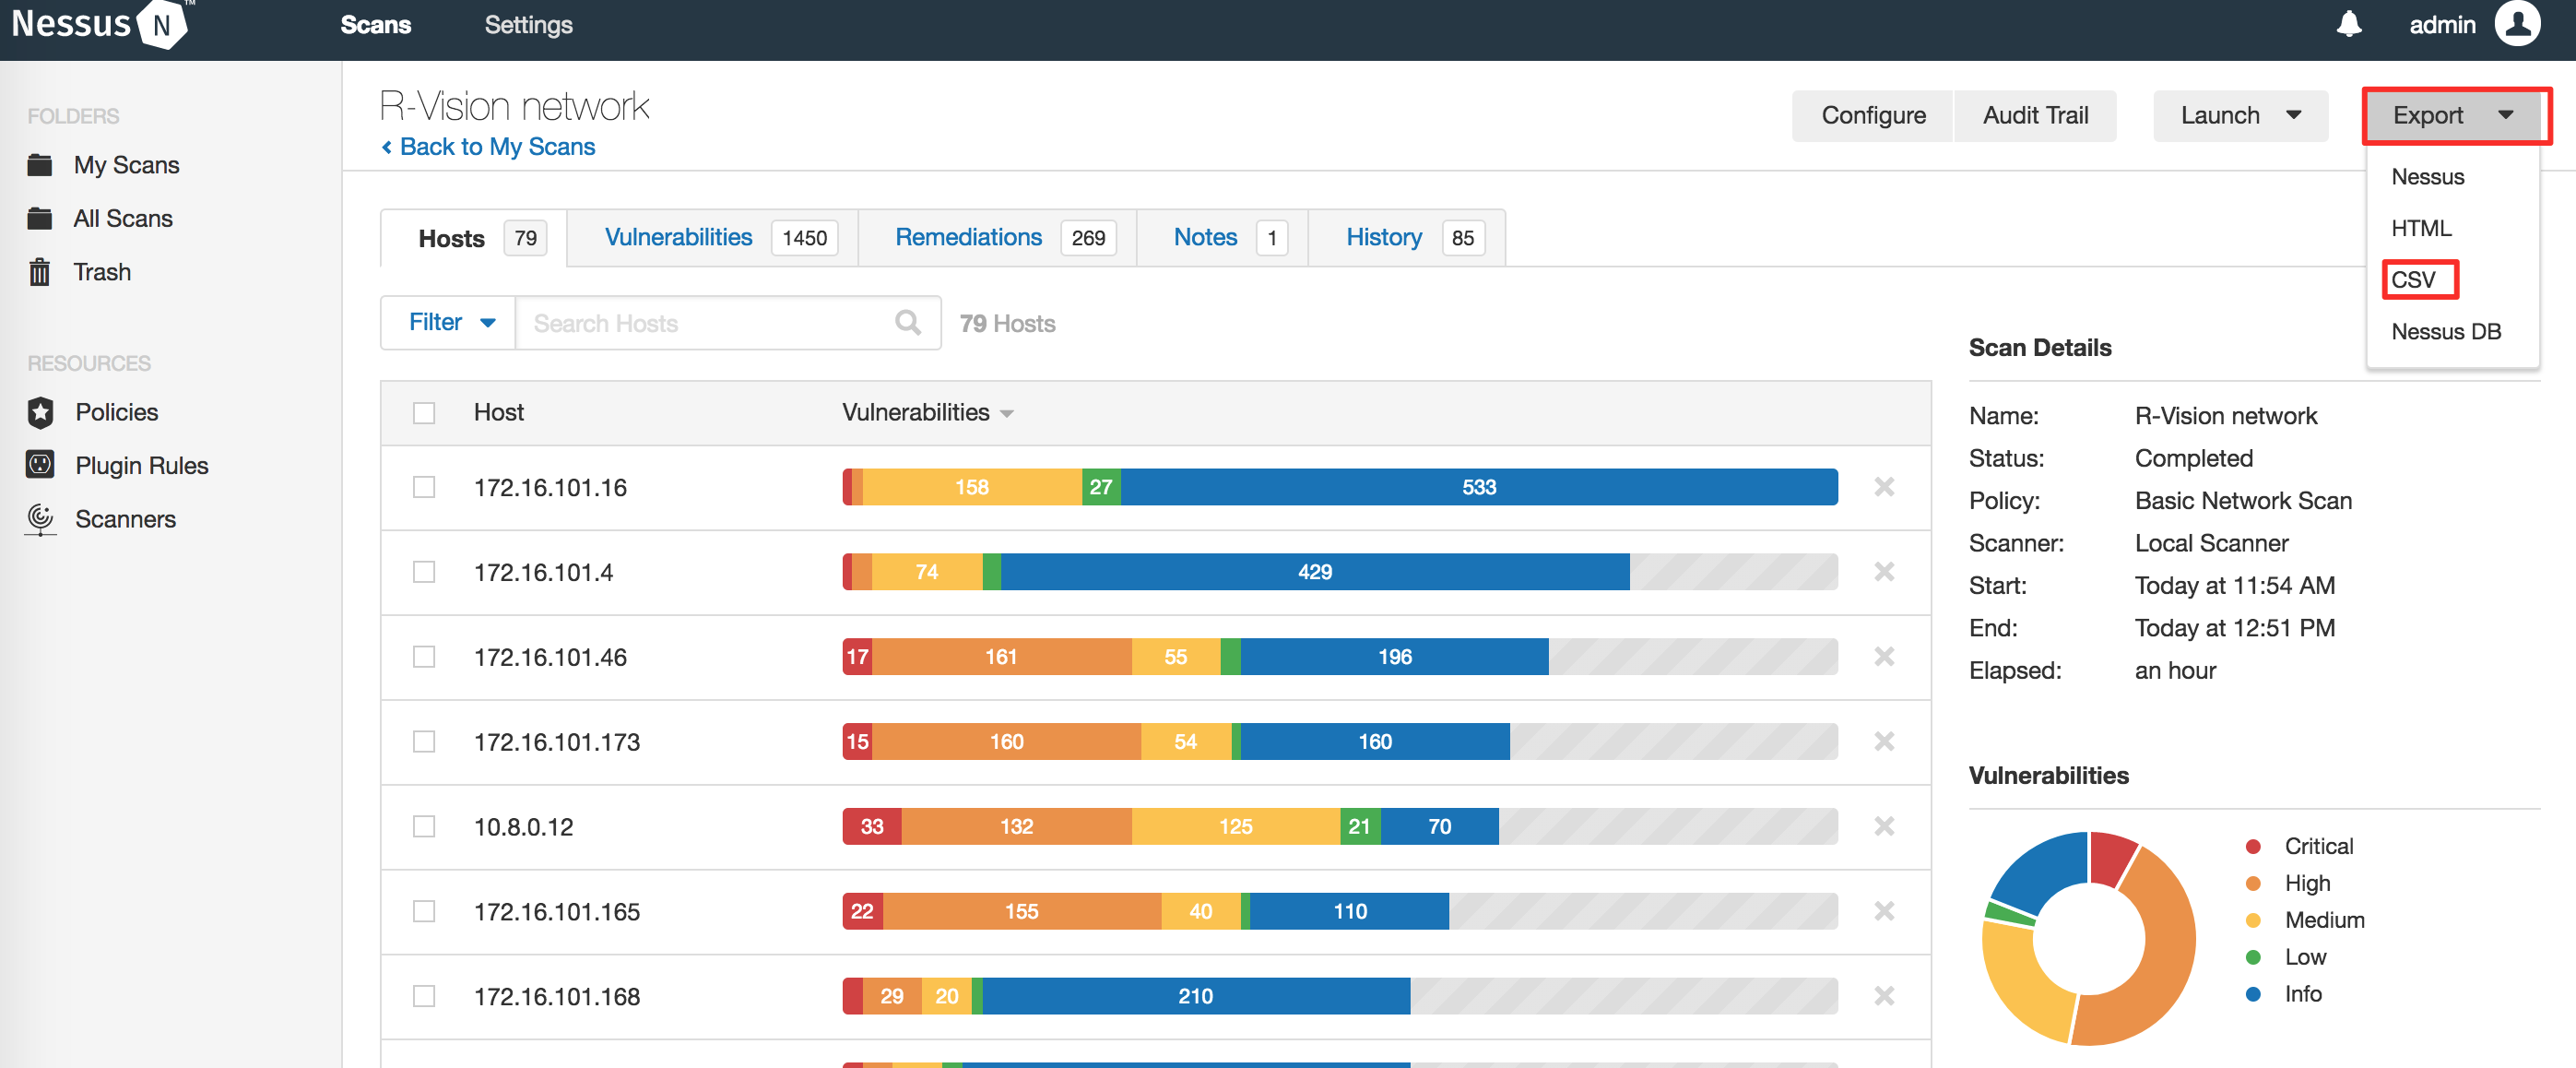 Nessus N ™
Scans
Settings
admin
FOLDERS
My Scans
All Scans
Trash
RESOURCES
Policies
Plugin Rules
Scanners
R-Vision network
Back to My Scans
Configure
Audit Trail
Launch
Export
Nessus
HTML
CSV
Nessus DB
Hosts 79
Vulnerabilities 1450
Remediations 269
Notes 1
History 85
Filter
Search Hosts
79 Hosts
Host Vulnerabilities
172.16.101.16 158 27 533
172.16.101.4 74 429
172.16.101.46 17 161 55 196
172.16.101.173 15 160 54 160
10.8.0.12 33 132 125 21 70
172.16.101.165 22 155 40 110
172.16.101.168 29 20 210
Scan Details
Name: R-Vision network
Status: Completed
Policy: Basic Network Scan
Scanner: Local Scanner
Start: Today at 11:54 AM
End: Today at 12:51 PM
Elapsed: an hour
Vulnerabilities
Critical
High
Medium
Low
Info